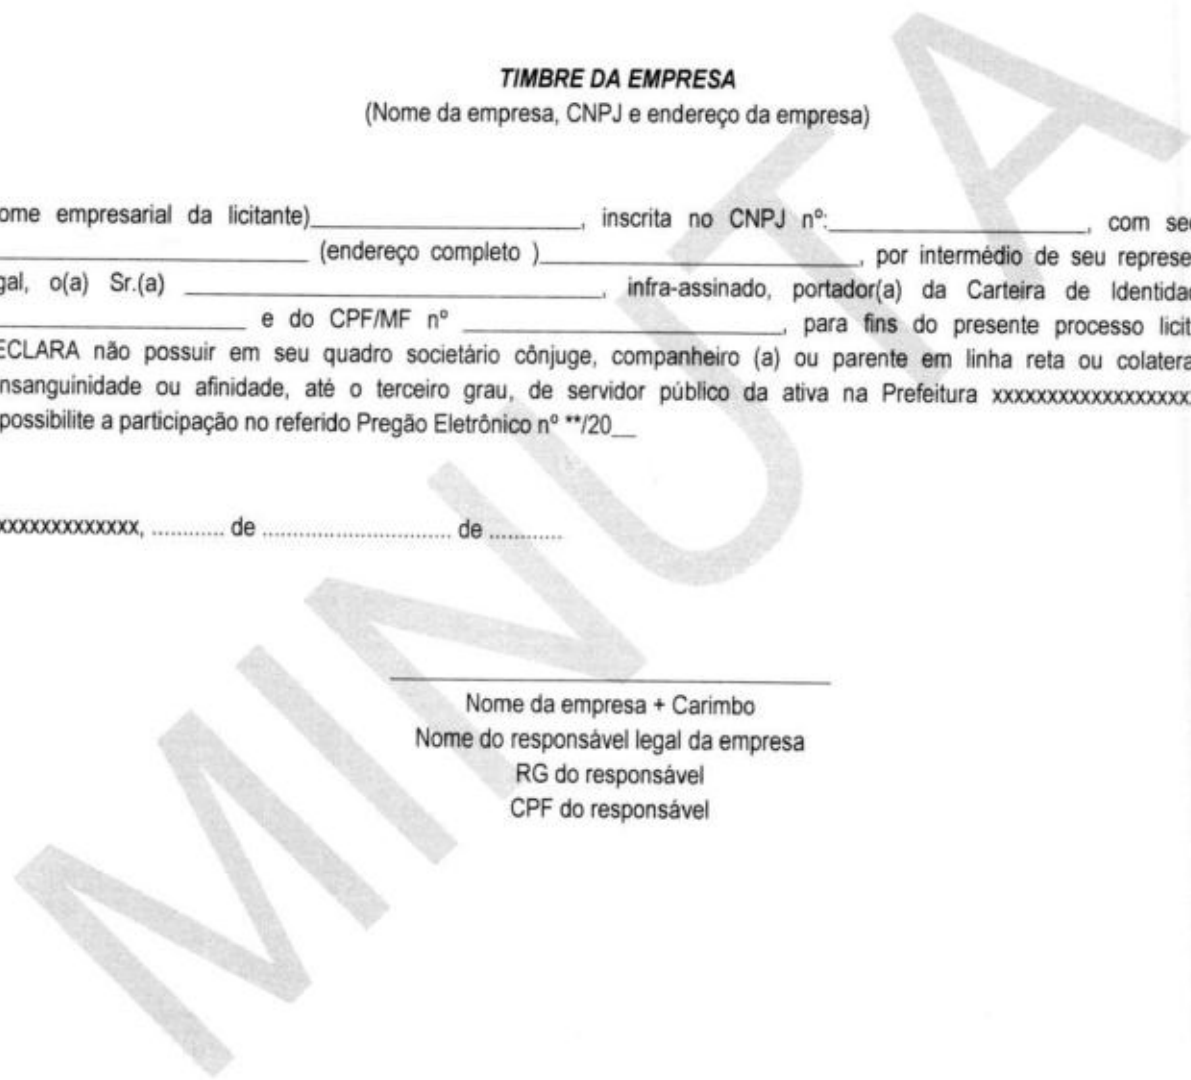 TIMBRE DA EMPRESA
(Nome da empresa, CNPJ e endereço da empresa)
ome empresarial da licitante)____________________, inscrita no CNPJ nº:____________________, com sed
____________________ (endereço completo )____________________, por intermédio de seu represe
gal, o(a) Sr.(a) ____________________, infra-assinado, portador(a) da Carteira de Identidad
____________________ e do CPF/MF nº ____________________, para fins do presente processo licit
ECLARA não possuir em seu quadro societário cônjuge, companheiro (a) ou parente em linha reta ou colatera
nsanguinidade ou afinidade, até o terceiro grau, de servidor público da ativa na Prefeitura xxxxxxxxxxxxxxxxxxx
possibilite a participação no referido Pregão Eletrônico nº **/20__
xxxxxxxxxxxxx, ............ de ............................... de ............
Nome da empresa + Carimbo
Nome do responsável legal da empresa
RG do responsável
CPF do responsável
MINUTA